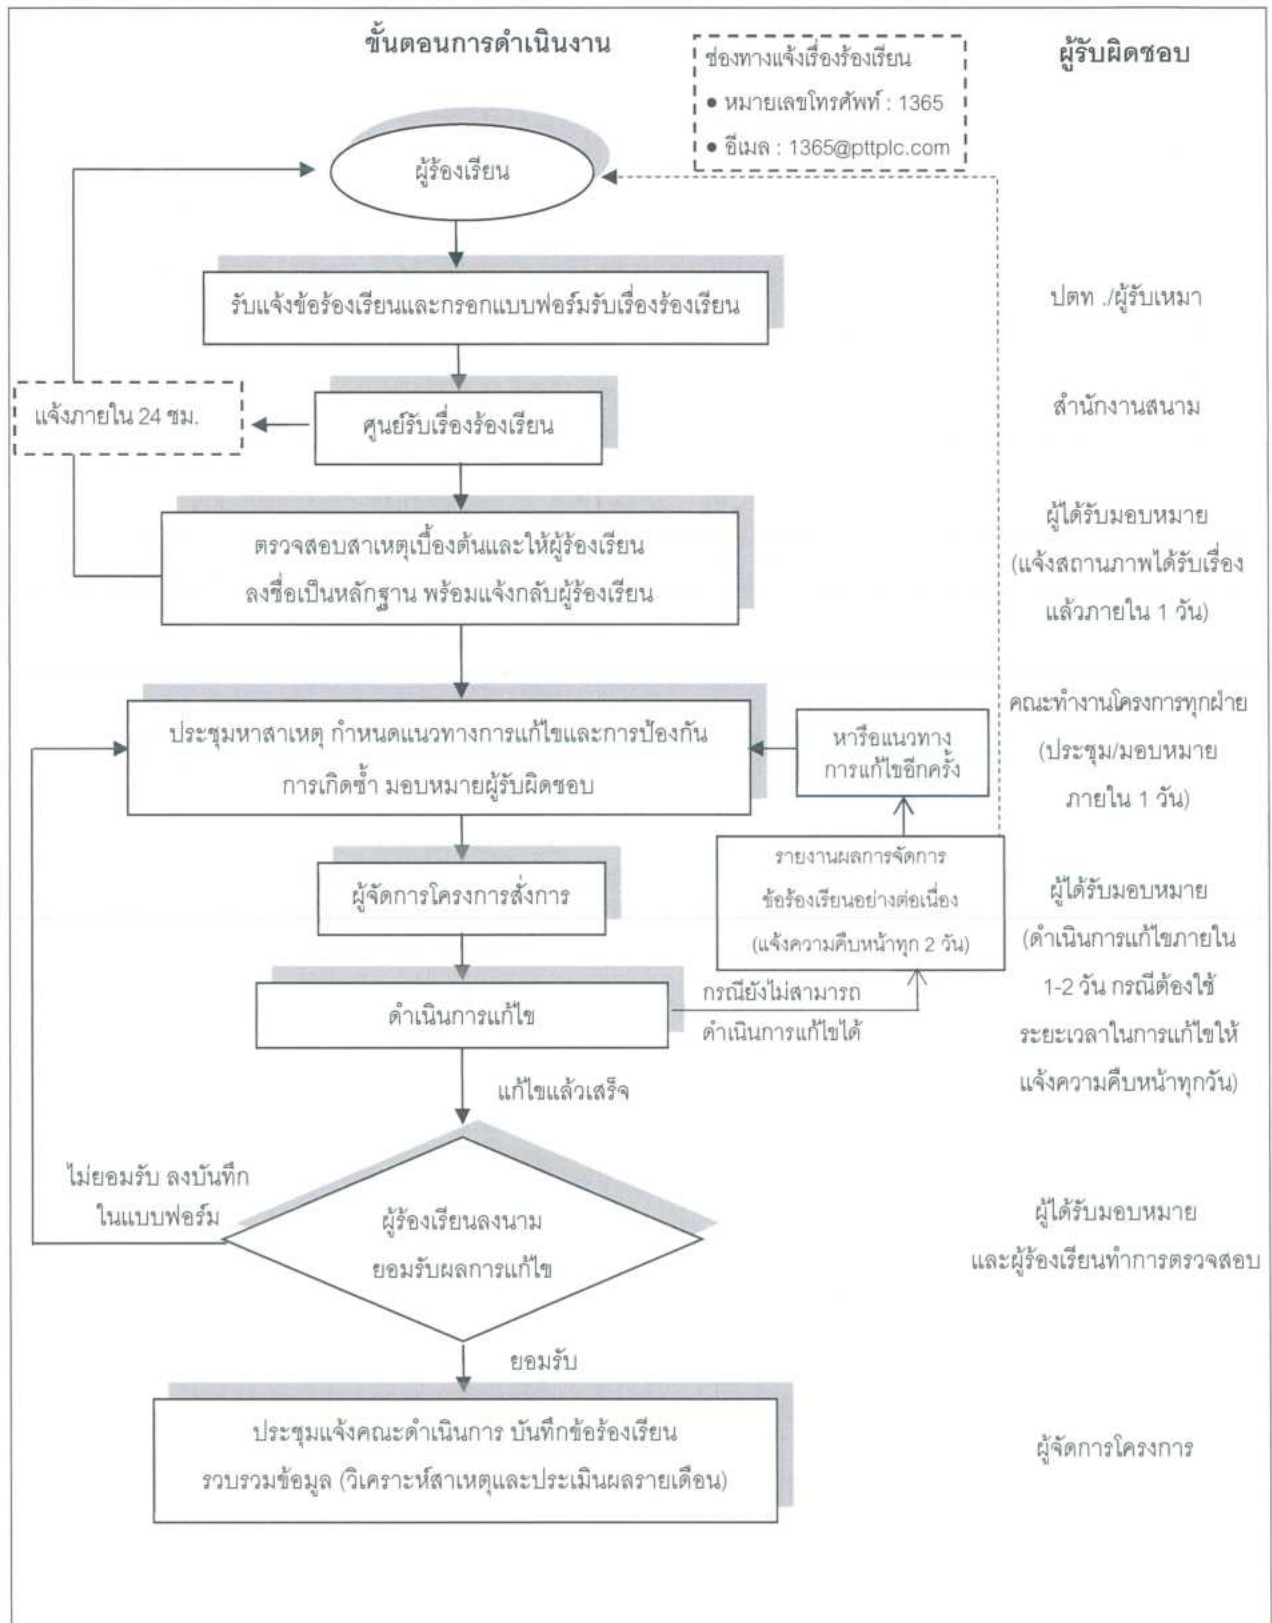 ขั้นตอนการดำเนินงาน
ผู้รับผิดชอบ
ช่องทางแจ้งเรื่องร้องเรียน
• หมายเลขโทรศัพท์ : 1365
• อีเมล : 1365@pttplc.com
ผู้ร้องเรียน
รับแจ้งข้อร้องเรียนและกรอกแบบฟอร์มรับเรื่องร้องเรียน
ปตท ./ผู้รับเหมา
แจ้งภายใน 24 ชม.
ศูนย์รับเรื่องร้องเรียน
สำนักงานสนาม
ตรวจสอบสาเหตุเบื้องต้นและให้ผู้ร้องเรียน
ลงชื่อเป็นหลักฐาน พร้อมแจ้งกลับผู้ร้องเรียน
ผู้ได้รับมอบหมาย
(แจ้งสถานภาพได้รับเรื่อง
แล้วภายใน 1 วัน)
ประชุมหาสาเหตุ กำหนดแนวทางการแก้ไขและการป้องกัน
การเกิดซ้ำ มอบหมายผู้รับผิดชอบ
หารือแนวทาง
การแก้ไขอีกครั้ง
คณะทำงานโครงการทุกฝ่าย
(ประชุม/มอบหมาย
ภายใน 1 วัน)
ผู้จัดการโครงการสั่งการ
รายงานผลการจัดการ
ข้อร้องเรียนอย่างต่อเนื่อง
(แจ้งความคืบหน้าทุก 2 วัน)
ดำเนินการแก้ไข
กรณียังไม่สามารถ
ดำเนินการแก้ไขได้
ผู้ได้รับมอบหมาย
(ดำเนินการแก้ไขภายใน
1-2 วัน กรณีต้องใช้
ระยะเวลาในการแก้ไขให้
แจ้งความคืบหน้าทุกวัน)
แก้ไขแล้วเสร็จ
ไม่ยอมรับ ลงบันทึก
ในแบบฟอร์ม
ผู้ร้องเรียนลงนาม
ยอมรับผลการแก้ไข
ผู้ได้รับมอบหมาย
และผู้ร้องเรียนทำการตรวจสอบ
ยอมรับ
ประชุมแจ้งคณะดำเนินการ บันทึกข้อร้องเรียน
รวบรวมข้อมูล (วิเคราะห์สาเหตุและประเมินผลรายเดือน)
ผู้จัดการโครงการ